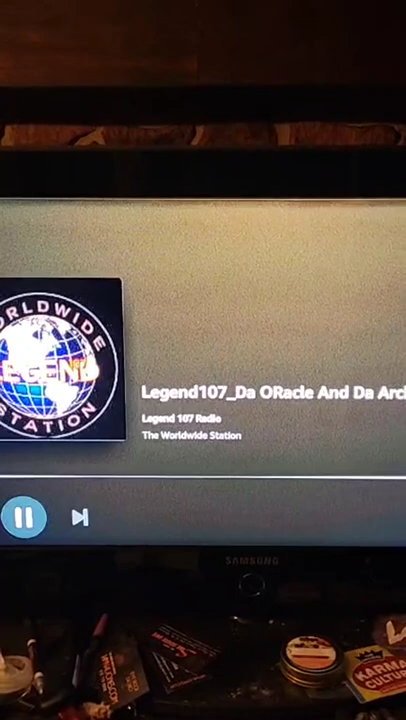 WORLDWIDE
LEGEND
STATION
Legend107_Da ORacle And Da Arc
Legend 107 Radio
The Worldwide Station
SAMSUNG
KARMA